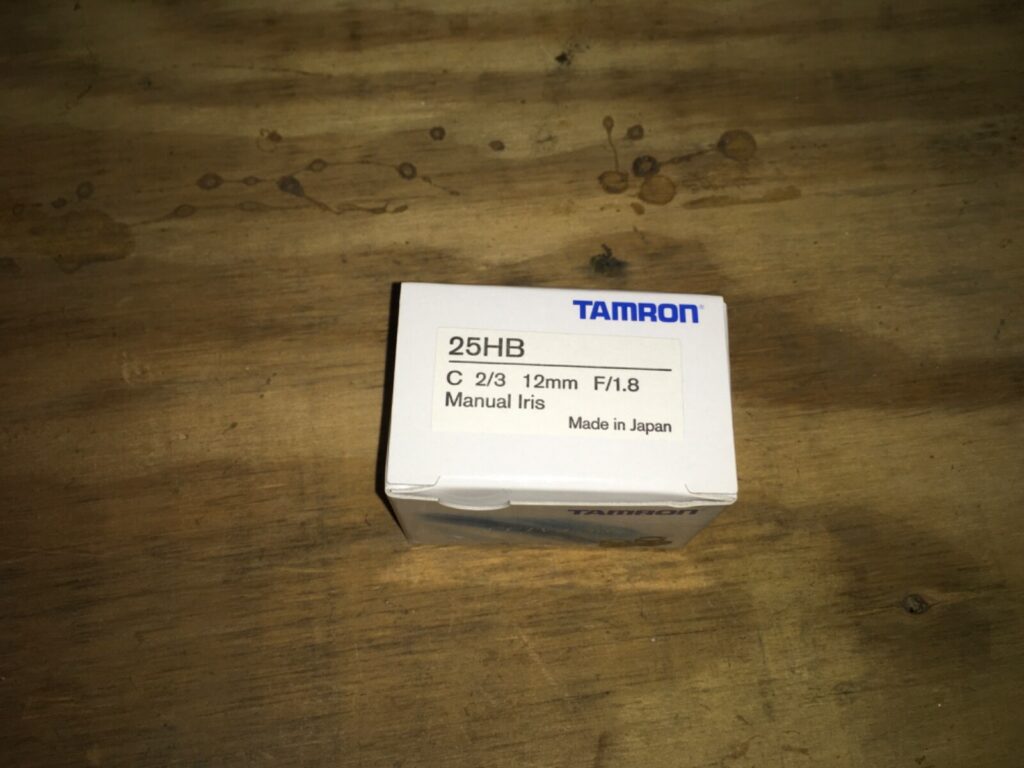 TAMRON®
25HB
C 2/3 12mm F/1.8
Manual Iris
Made in Japan
TAMRON